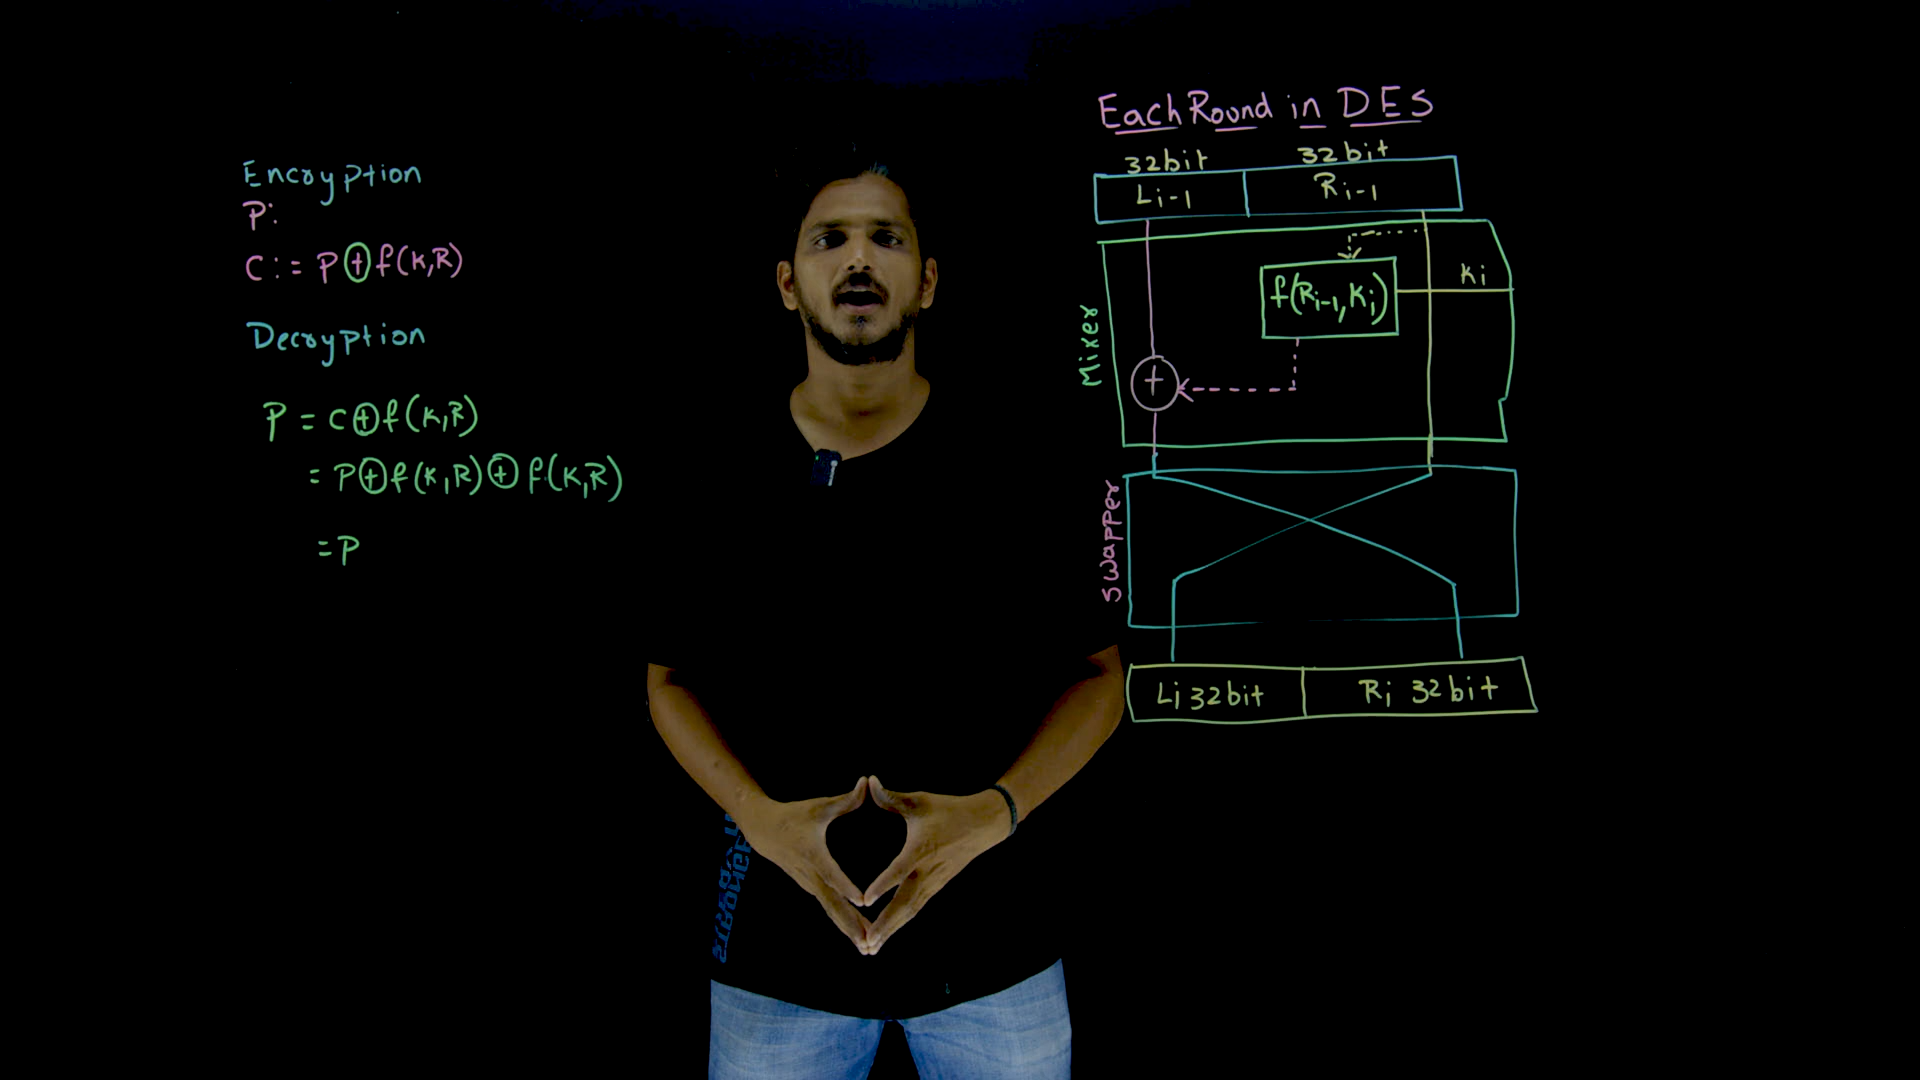 Encryption
P:
C := P ⊕ f(K,R)
Decryption
P = C ⊕ f(K,R)
= P ⊕ f(K,R) ⊕ f(K,R)
= P
Each Round in DES
32bit 32bit
Li-1 Ri-1
Mixer
f(Ri-1,Ki)
Ki
+
Swapper
Li 32bit Ri 32bit